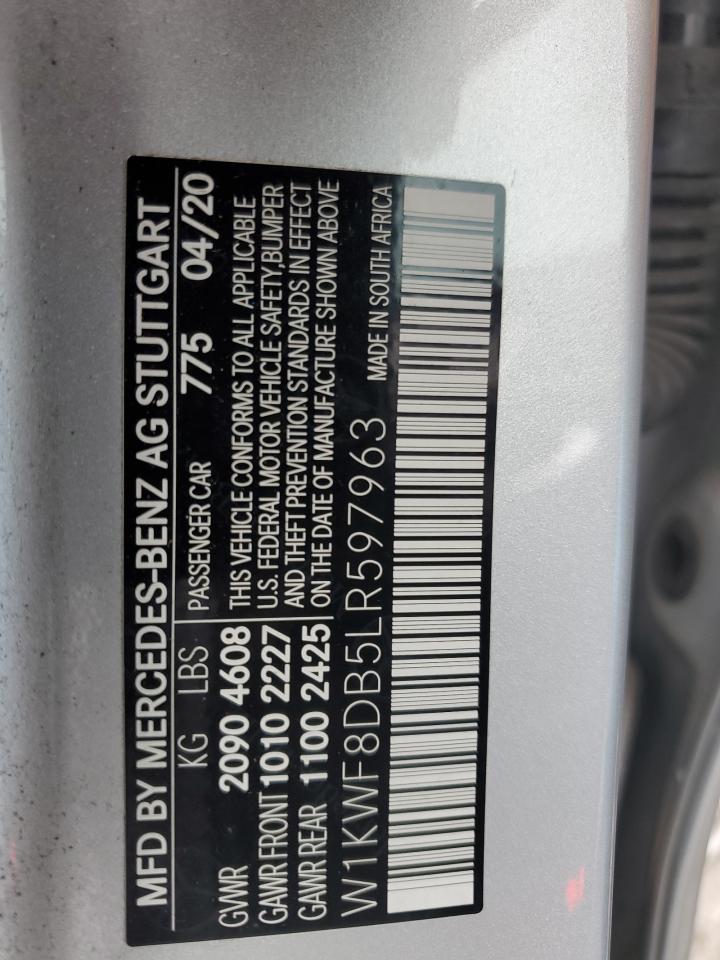 MFD BY MERCEDES-BENZ AG STUTTGART
KG LBS PASSENGER CAR 775 04/20
GVWR 2090 4608 THIS VEHICLE CONFORMS TO ALL APPLICABLE
GAWR FRONT 1010 2227 U.S. FEDERAL MOTOR VEHICLE SAFETY,BUMPER
GAWR REAR 1100 2425 AND THEFT PREVENTION STANDARDS IN EFFECT
ON THE DATE OF MANUFACTURE SHOWN ABOVE
W1KWF8DB5LR597963 MADE IN SOUTH AFRICA